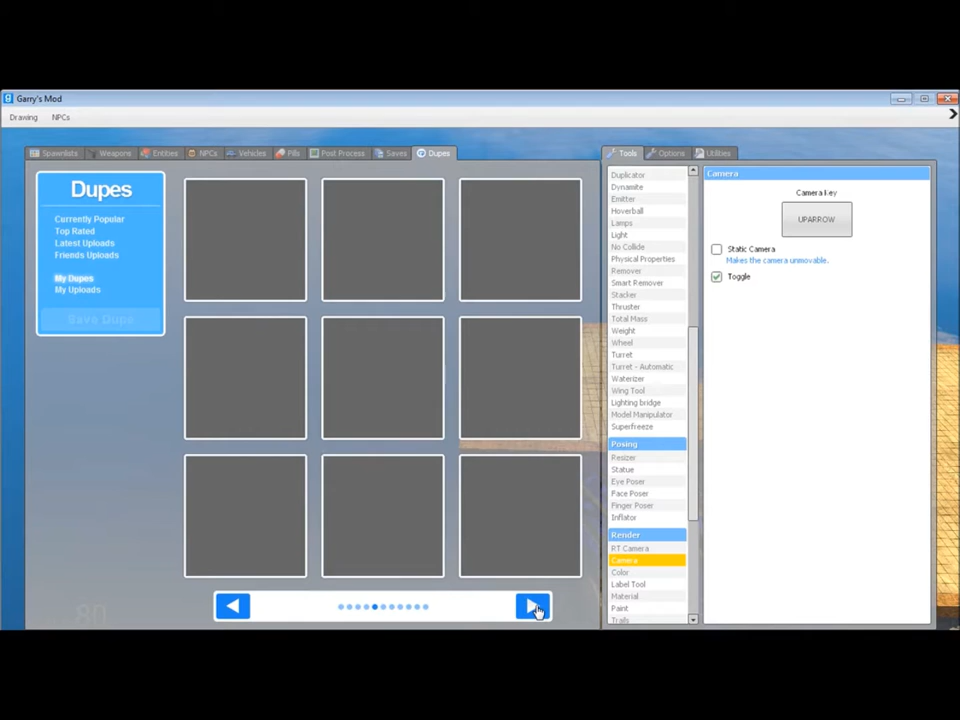 Garry's Mod
Drawing NPCs
Spawnlists Weapons Entities NPCs Vehicles Pills Post Process Saves Dupes
Tools Options Utilities
Dupes
Currently Popular
Top Rated
Latest Uploads
Friends Uploads
My Dupes
My Uploads
Save Dupe
80
Duplicator
Dynamite
Emitter
Hoverball
Lamps
Light
No Collide
Physical Properties
Remover
Smart Remover
Stacker
Thruster
Total Mass
Weight
Wheel
Turret
Turret - Automatic
Waterizer
Wing Tool
Lighting bridge
Model Manipulator
Superfreeze
Posing
Resizer
Statue
Eye Poser
Face Poser
Finger Poser
Inflator
Render
RT Camera
Camera
Color
Label Tool
Material
Paint
Trails
Camera
Camera Key
UPARROW
Static Camera
Makes the camera unmovable.
Toggle